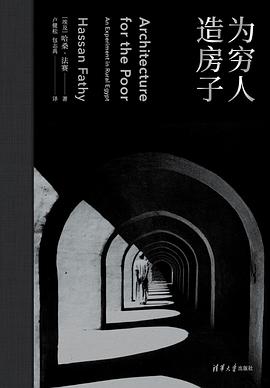 为穷人
造房子
Architecture
for the Poor
An Experiment in Rural Egypt
Hassan Fathy
[埃及] 哈桑·法赛 著
卢健松 包志禹 译
清华大学出版社